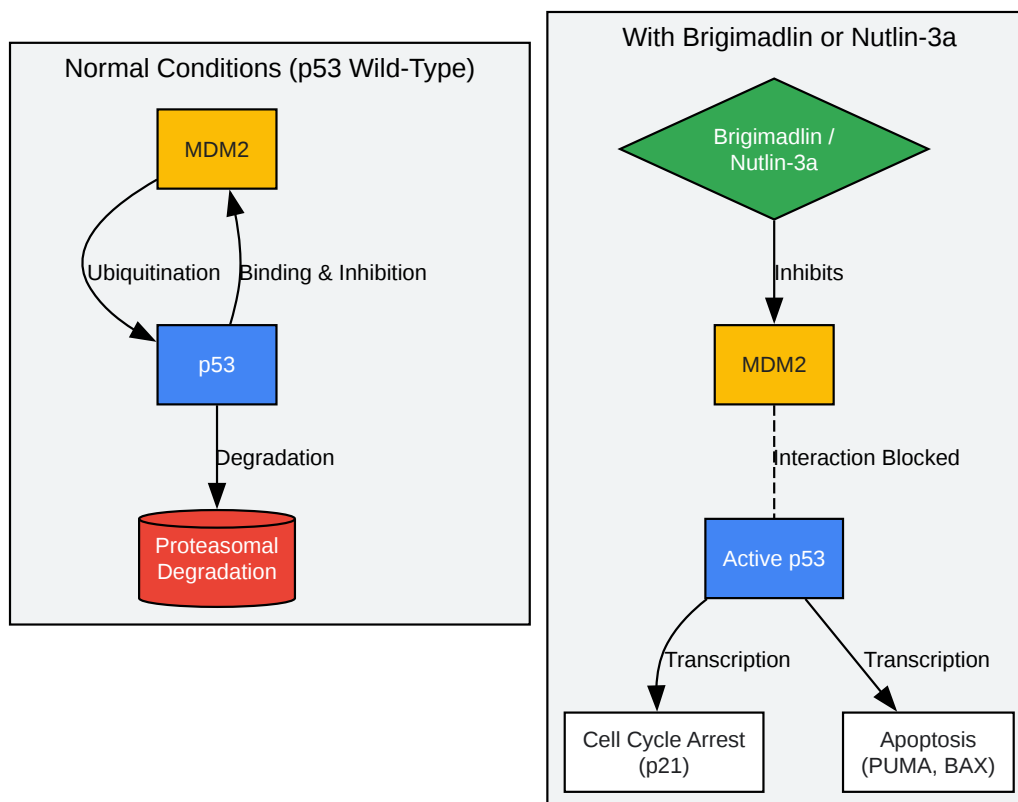 Normal Conditions (p53 Wild-Type)
MDM2
Ubiquitination
Binding & Inhibition
p53
Degradation
Proteasomal
Degradation
With Brigimadlin or Nutlin-3a
Brigimadlin /
Nutlin-3a
Inhibits
MDM2
Interaction Blocked
Active p53
Transcription
Transcription
Cell Cycle Arrest
(p21)
Apoptosis
(PUMA, BAX)